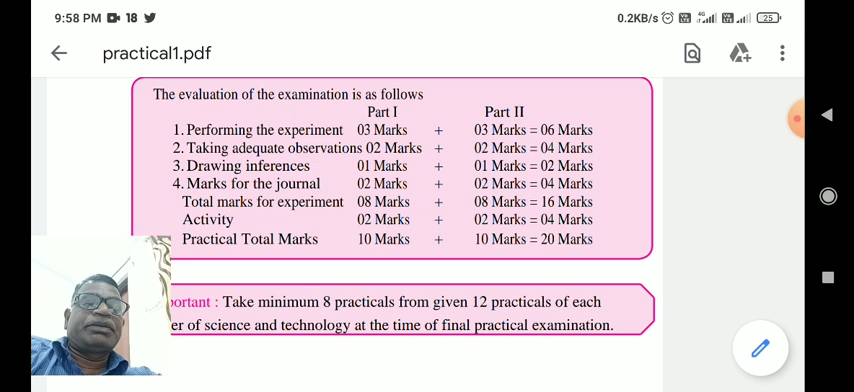 9:58 PM 18 0.2KB/s 4G 25
practical1.pdf
The evaluation of the examination is as follows
Part I Part II
1. Performing the experiment 03 Marks + 03 Marks = 06 Marks
2. Taking adequate observations 02 Marks + 02 Marks = 04 Marks
3. Drawing inferences 01 Marks + 01 Marks = 02 Marks
4. Marks for the journal 02 Marks + 02 Marks = 04 Marks
Total marks for experiment 08 Marks + 08 Marks = 16 Marks
Activity 02 Marks + 02 Marks = 04 Marks
Practical Total Marks 10 Marks + 10 Marks = 20 Marks
portant : Take minimum 8 practicals from given 12 practicals of each
er of science and technology at the time of final practical examination.